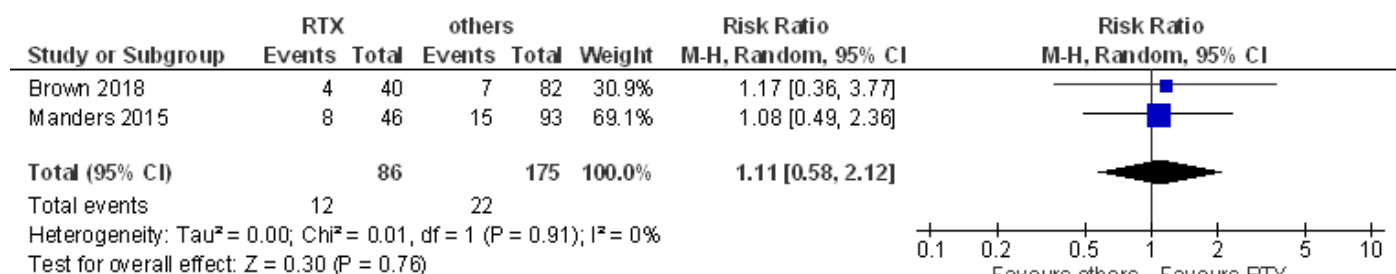 RTX others Risk Ratio Risk Ratio
Study or Subgroup Events Total Events Total Weight M-H, Random, 95% CI M-H, Random, 95% CI
Brown 2018 4 40 7 82 30.9% 1.17 [0.36, 3.77]
Manders 2015 8 46 15 93 69.1% 1.08 [0.49, 2.36]
Total (95% CI) 86 175 100.0% 1.11 [0.58, 2.12]
Total events 12 22
Heterogeneity: Tau² = 0.00; Chi² = 0.01, df = 1 (P = 0.91); I² = 0%
0.1 0.2 0.5 1 2 5 10
Test for overall effect: Z = 0.30 (P = 0.76)
Favours others Favours RTX